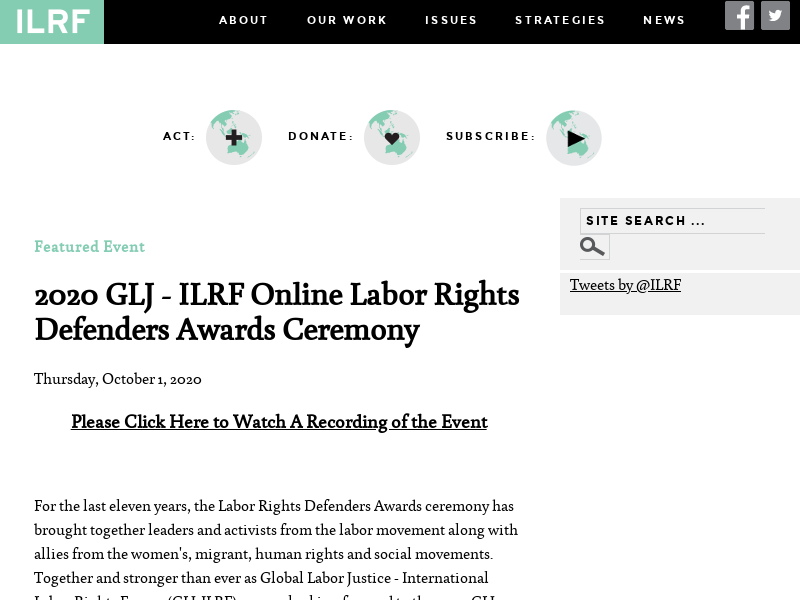 ILRF
ABOUT OUR WORK ISSUES STRATEGIES NEWS
ACT: DONATE: SUBSCRIBE:
SITE SEARCH ...
Tweets by @ILRF
Featured Event
2020 GLJ - ILRF Online Labor Rights
Defenders Awards Ceremony
Thursday, October 1, 2020
Please Click Here to Watch A Recording of the Event
For the last eleven years, the Labor Rights Defenders Awards ceremony has
brought together leaders and activists from the labor movement along with
allies from the women's, migrant, human rights and social movements.
Together and stronger than ever as Global Labor Justice - International